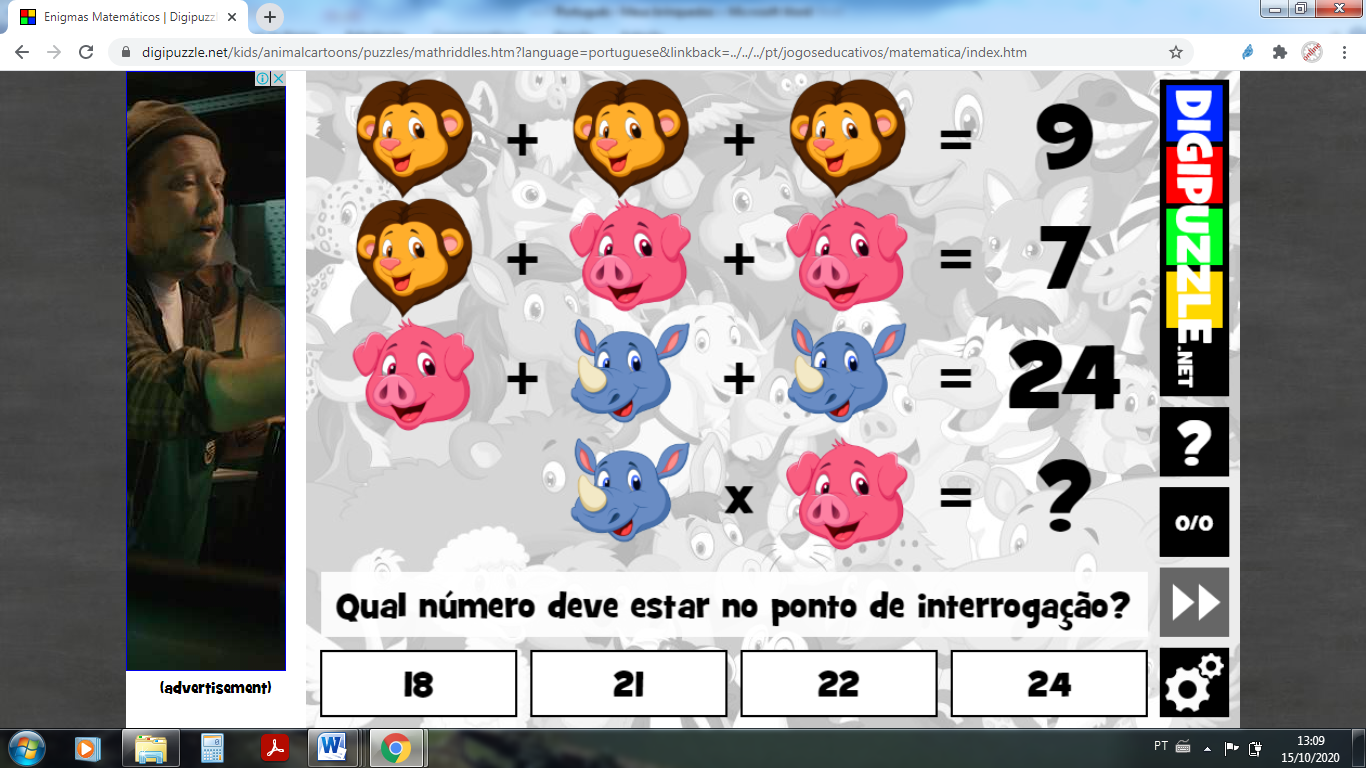 Enigmas Matemáticos | Digipuzzl
digipuzzle.net/kids/animalcartoons/puzzles/mathriddles.htm?language=portuguese&linkback=../../../pt/jogoseducativos/matematica/index.htm
+ + = 9
+ + = 7
+ + = 24
x = ?
DIGIPUZZLE.NET
?
0/0
Qual número deve estar no ponto de interrogação?
18 21 22 24
(advertisement)
PT
13:09
15/10/2020